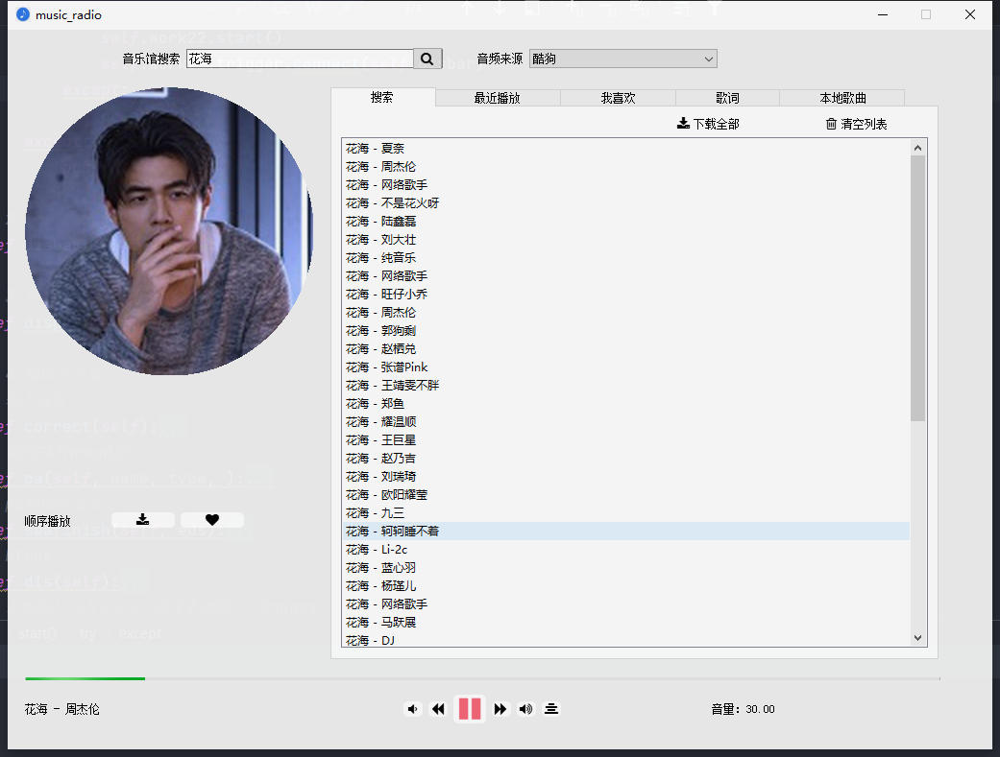 music_radio
音乐馆搜索 花海 音频来源 酷狗
搜索 最近播放 我喜欢 歌词 本地歌曲
下载全部 清空列表
花海 - 夏奈
花海 - 周杰伦
花海 - 网络歌手
花海 - 不是花火呀
花海 - 陆鑫磊
花海 - 刘大壮
花海 - 纯音乐
花海 - 网络歌手
花海 - 旺仔小乔
花海 - 周杰伦
花海 - 郭狗剩
花海 - 赵栖兑
花海 - 张谱Pink
花海 - 王靖雯不胖
花海 - 郑鱼
花海 - 耀温顺
花海 - 王巨星
花海 - 赵乃吉
花海 - 刘瑞琦
花海 - 欧阳耀莹
花海 - 九三
花海 - 轲轲睡不着
花海 - Li-2c
花海 - 蓝心羽
花海 - 杨瑾儿
花海 - 网络歌手
花海 - 马跃展
花海 - DJ
顺序播放
start() try except
花海 - 周杰伦
音量: 30.00